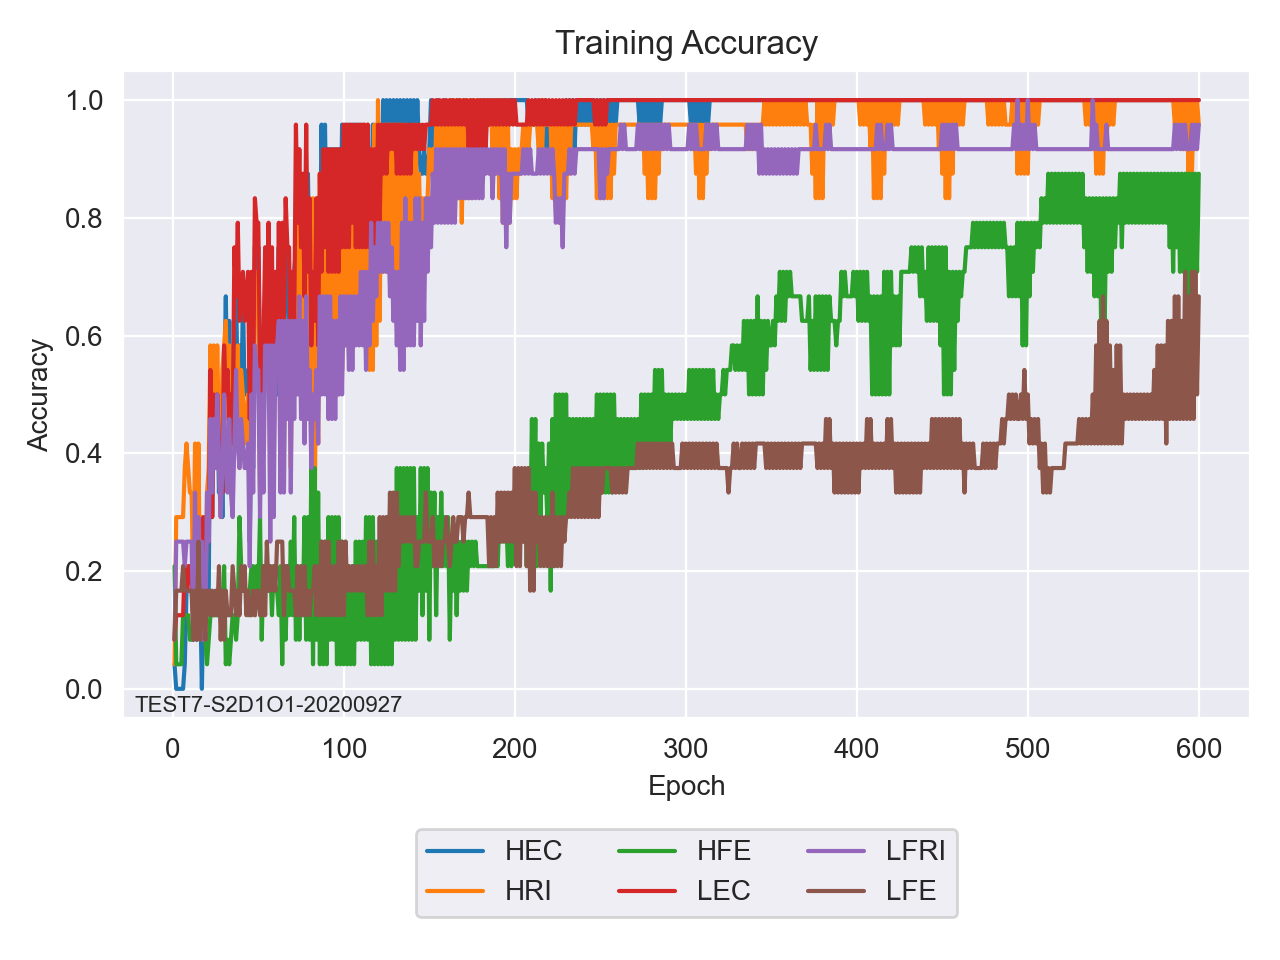 Training Accuracy
1.0
0.8
0.6
0.4
0.2
0.0
Accuracy
TEST7-S2D1O1-20200927
0 100 200 300 400 500 600
Epoch
HEC HFE LFRI
HRI LEC LFE